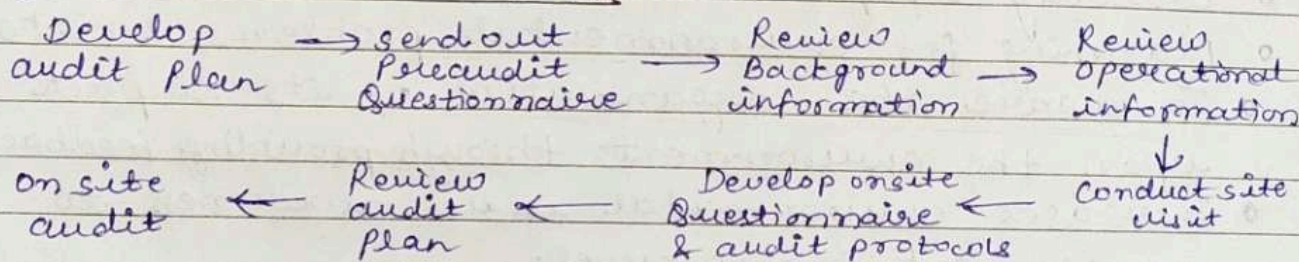 Develop → send out → Review → Review
audit Plan Preaudit Background operational
Questionnaire information information
↓
on site ← Review ← Develop onsite ← Conduct site
audit audit Questionnaire visit
Plan & audit protocols